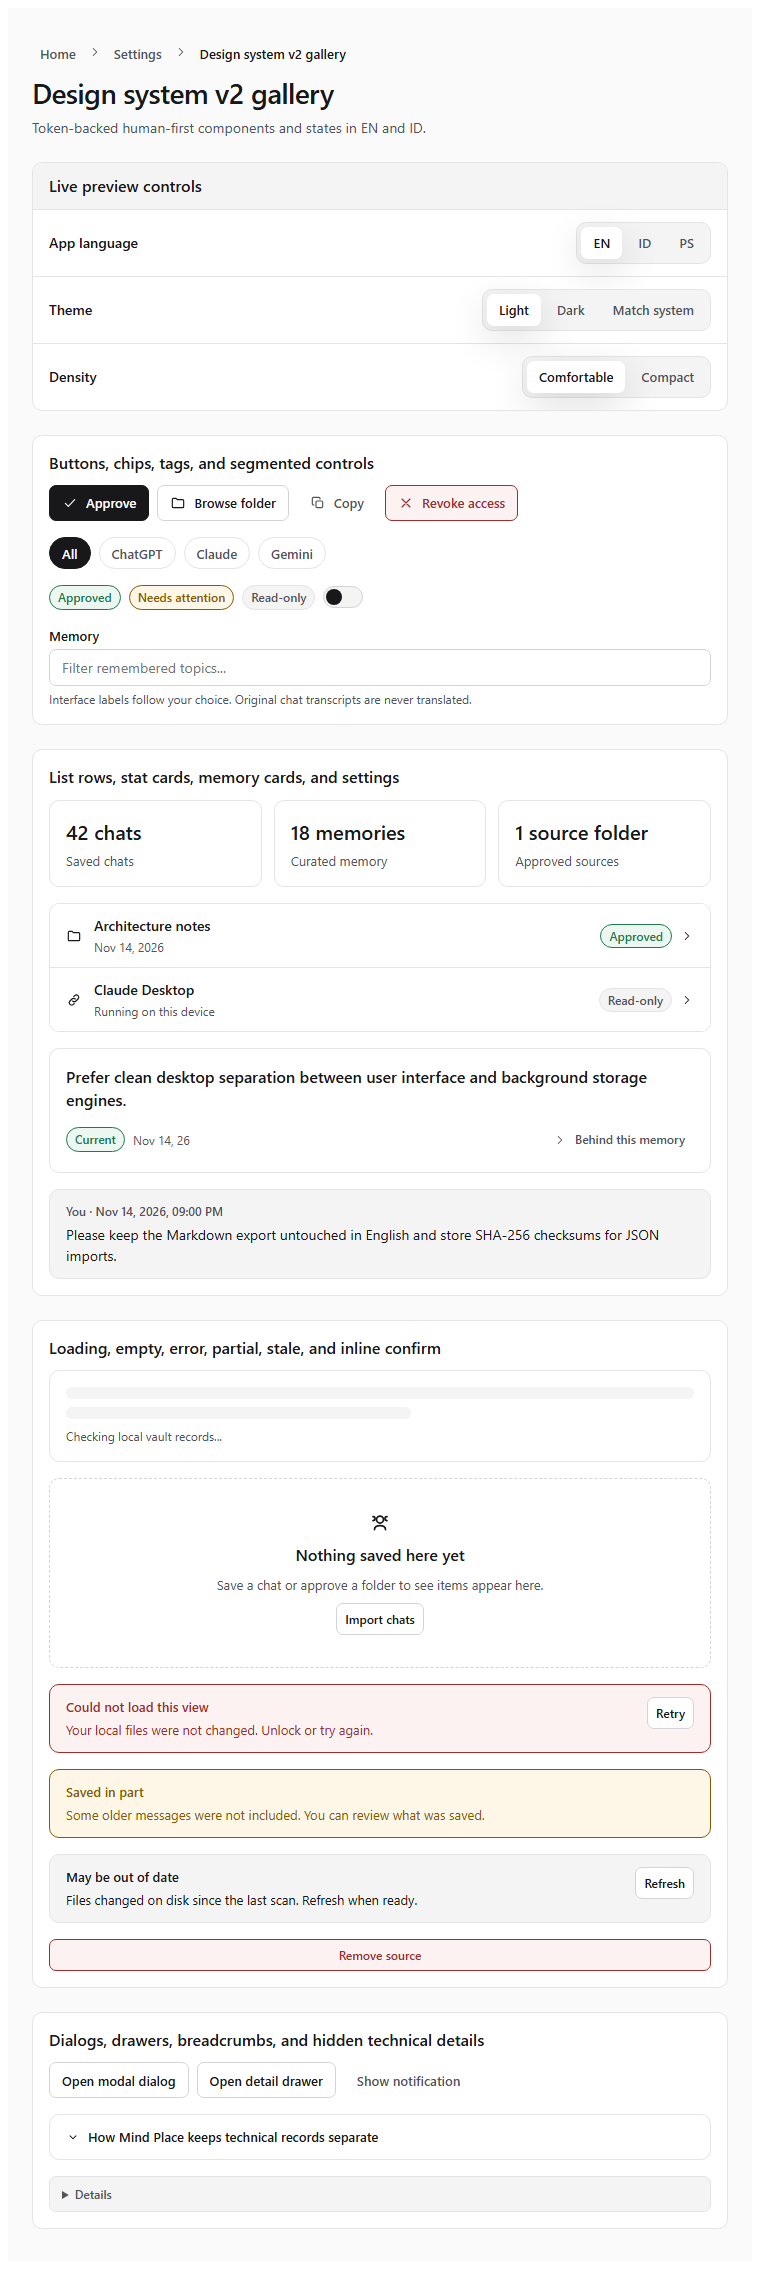 Home
Settings
Design system v2 gallery
Design system v2 gallery
Token-backed human-first components and states in EN and ID.
Live preview controls
App language
EN
ID
PS
Theme
Light
Dark
Match system
Density
Comfortable
Compact
Buttons, chips, tags, and segmented controls
Approve
Browse folder
Copy
Revoke access
All
ChatGPT
Claude
Gemini
Approved
Needs attention
Read-only
Memory
Filter remembered topics...
Interface labels follow your choice. Original chat transcripts are never translated.
List rows, stat cards, memory cards, and settings
42 chats
Saved chats
18 memories
Curated memory
1 source folder
Approved sources
Architecture notes
Nov 14, 2026
Approved
Claude Desktop
Running on this device
Read-only
Prefer clean desktop separation between user interface and background storage
engines.
Current
Nov 14, 26
Behind this memory
You · Nov 14, 2026, 09:00 PM
Please keep the Markdown export untouched in English and store SHA-256 checksums for JSON
imports.
Loading, empty, error, partial, stale, and inline confirm
Checking local vault records...
Nothing saved here yet
Save a chat or approve a folder to see items appear here.
Import chats
Could not load this view
Your local files were not changed. Unlock or try again.
Retry
Saved in part
Some older messages were not included. You can review what was saved.
May be out of date
Files changed on disk since the last scan. Refresh when ready.
Refresh
Remove source
Dialogs, drawers, breadcrumbs, and hidden technical details
Open modal dialog
Open detail drawer
Show notification
How Mind Place keeps technical records separate
Details